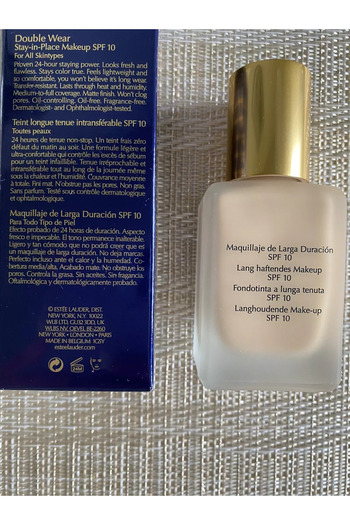 Double Wear
Stay-in-Place Makeup SPF 10
For All Skintypes
Proven 24-hour staying power. Looks fresh and
flawless. Stays color true. Feels lightweight and
so comfortable, you won't believe it's long wear.
Transfer-resistant. Lasts through heat and humidity.
Medium-to-full coverage. Matte finish. Won't clog
pores. Oil-controlling. Oil-free. Fragrance-free.
Dermatologist- and Ophthalmologist-tested.
Teint longue tenue intransférable SPF 10
Toutes peaux
24 heures de tenue non-stop. Un teint frais zéro
défaut du matin au soir. Une formule légère et
ultra-confortable qui contrôle les excès de sébum
pour un teint infaillible. Tenue irréprochable et
intransférable tout au long de la journée même
sous la chaleur et l'humidité. Couvrance moyenne
à totale. Fini mat. N'obstrue pas les pores. Non gras.
Sans parfum. Testé sous contrôle dermatologique
et ophtalmologique.
Maquillaje de Larga Duración SPF 10
Para Todo Tipo de Piel
Efecto probado de 24 horas de duración. Aspecto
fresco e impecable. El tono permanece inalterable.
Ligero y tan cómodo que no podrá creer que es
un maquillaje de larga duración. No deja marcas.
Perfecto incluso ante el calor y la humedad. Co-
bertura media/alta. Acabado mate. No obstruye los
poros. Controla la grasa. Sin aceites. Sin fragancia.
Oftalmológica y dermatológicamente probado.
© ESTÉE LAUDER, DIST.
NEW YORK, N.Y. 10022
WLB LTD, GU32 7DD, UK
WLBS NV, OEVEL BE-2260
NEW YORK • LONDON • PARIS
MADE IN BELGIUM
esteelauder.com
24M
Maquillaje de Larga Duración
SPF 10
Lang haftendes Makeup
SPF 10
Fondotinta a lunga tenuta
SPF 10
Langhoudende Make-up
SPF 10